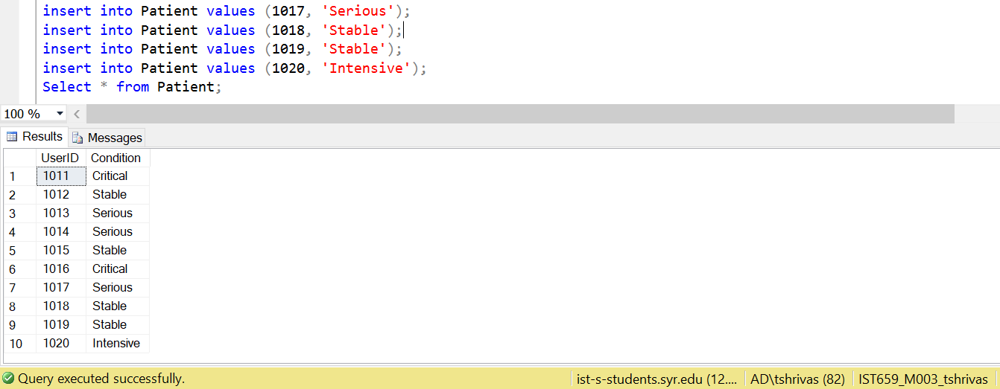 insert into Patient values (1017, 'Serious');
insert into Patient values (1018, 'Stable');
insert into Patient values (1019, 'Stable');
insert into Patient values (1020, 'Intensive');
Select * from Patient;
100 %
Results Messages
UserID Condition
1 1011 Critical
2 1012 Stable
3 1013 Serious
4 1014 Serious
5 1015 Stable
6 1016 Critical
7 1017 Serious
8 1018 Stable
9 1019 Stable
10 1020 Intensive
Query executed successfully. ist-s-students.syr.edu (12.... AD\tshrivas (82) IST659_M003_tshrivas